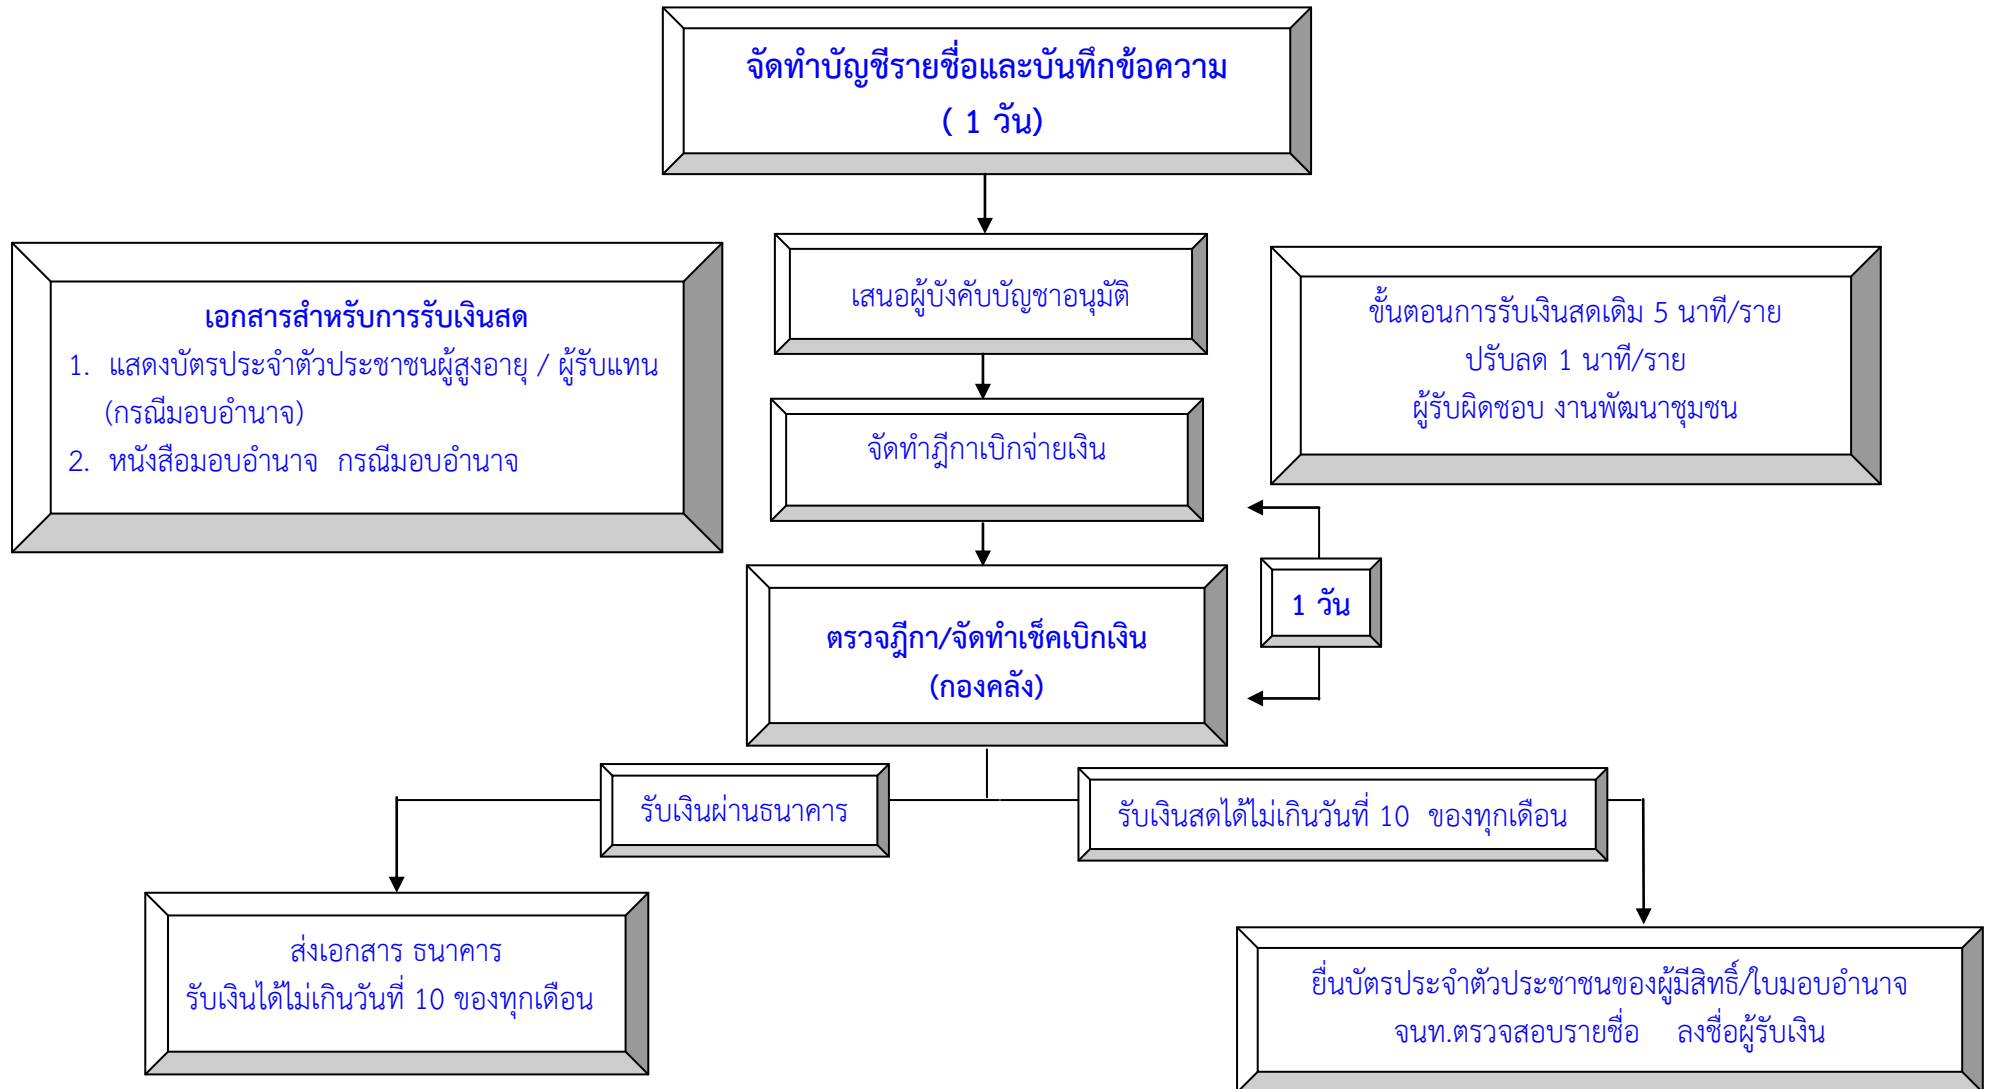 จัดทำบัญชีรายชื่อและบันทึกข้อความ
( 1 วัน)
เสนอผู้บังคับบัญชาอนุมัติ
เอกสารสำหรับการรับเงินสด
1. แสดงบัตรประจำตัวประชาชนผู้สูงอายุ / ผู้รับแทน
(กรณีมอบอำนาจ)
2. หนังสือมอบอำนาจ กรณีมอบอำนาจ
ขั้นตอนการรับเงินสดเดิม 5 นาที/ราย
ปรับลด 1 นาที/ราย
ผู้รับผิดชอบ งานพัฒนาชุมชน
จัดทำฎีกาเบิกจ่ายเงิน
1 วัน
ตรวจฎีกา/จัดทำเช็คเบิกเงิน
(กองคลัง)
รับเงินผ่านธนาคาร
รับเงินสดได้ไม่เกินวันที่ 10 ของทุกเดือน
ส่งเอกสาร ธนาคาร
รับเงินได้ไม่เกินวันที่ 10 ของทุกเดือน
ยื่นบัตรประจำตัวประชาชนของผู้มีสิทธิ์/ใบมอบอำนาจ
จนท.ตรวจสอบรายชื่อ ลงชื่อผู้รับเงิน